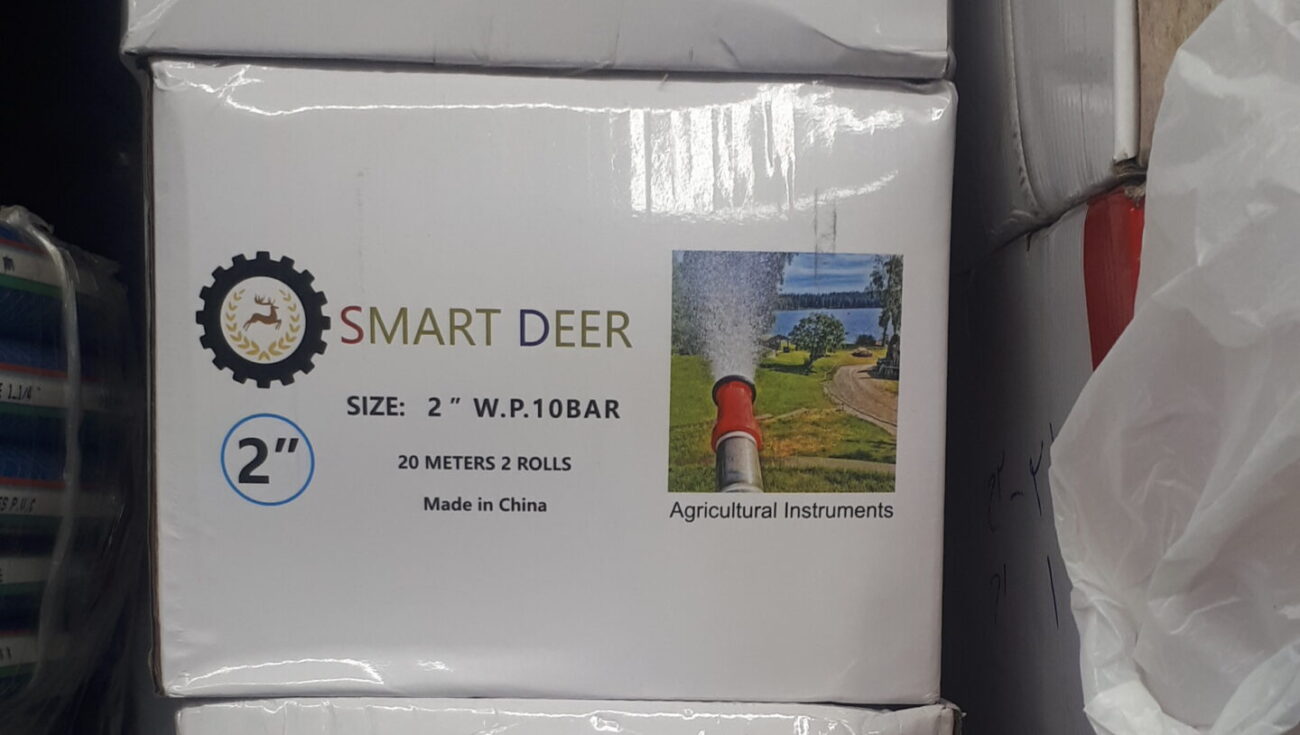 SMART DEER
SIZE: 2" W.P.10BAR
2"
20 METERS 2 ROLLS
Made in China
Agricultural Instruments
P.V.C